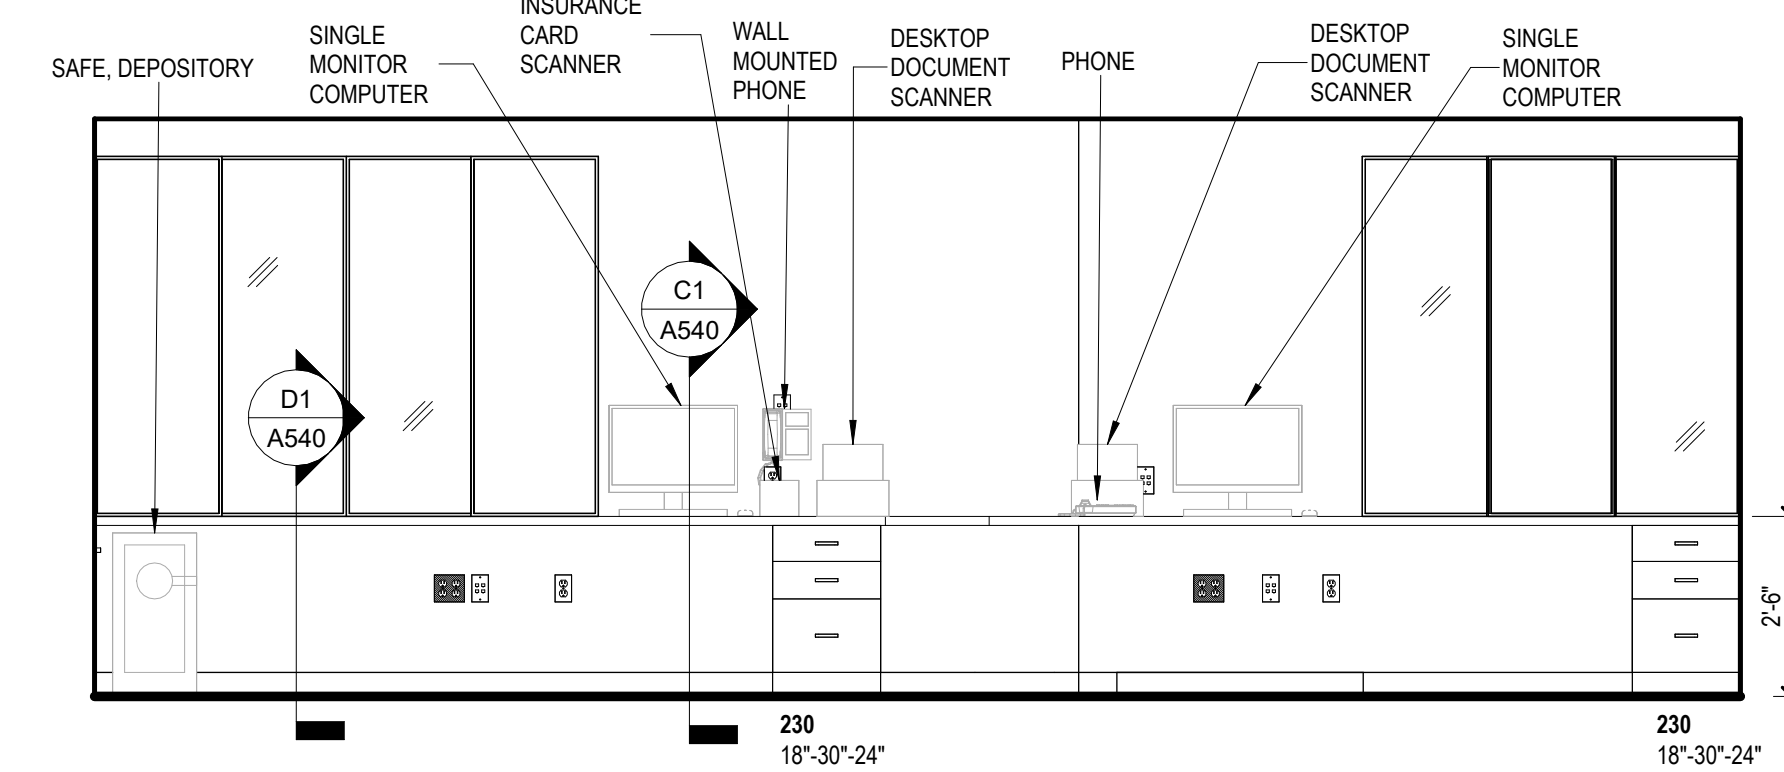 INSURANCE
CARD
SCANNER
SAFE, DEPOSITORY
SINGLE
MONITOR
COMPUTER
WALL
MOUNTED
PHONE
DESKTOP
DOCUMENT
SCANNER
PHONE
DESKTOP
DOCUMENT
SCANNER
SINGLE
MONITOR
COMPUTER
C1
A540
D1
A540
2'-6"
230
18"-30"-24"
230
18"-30"-24"